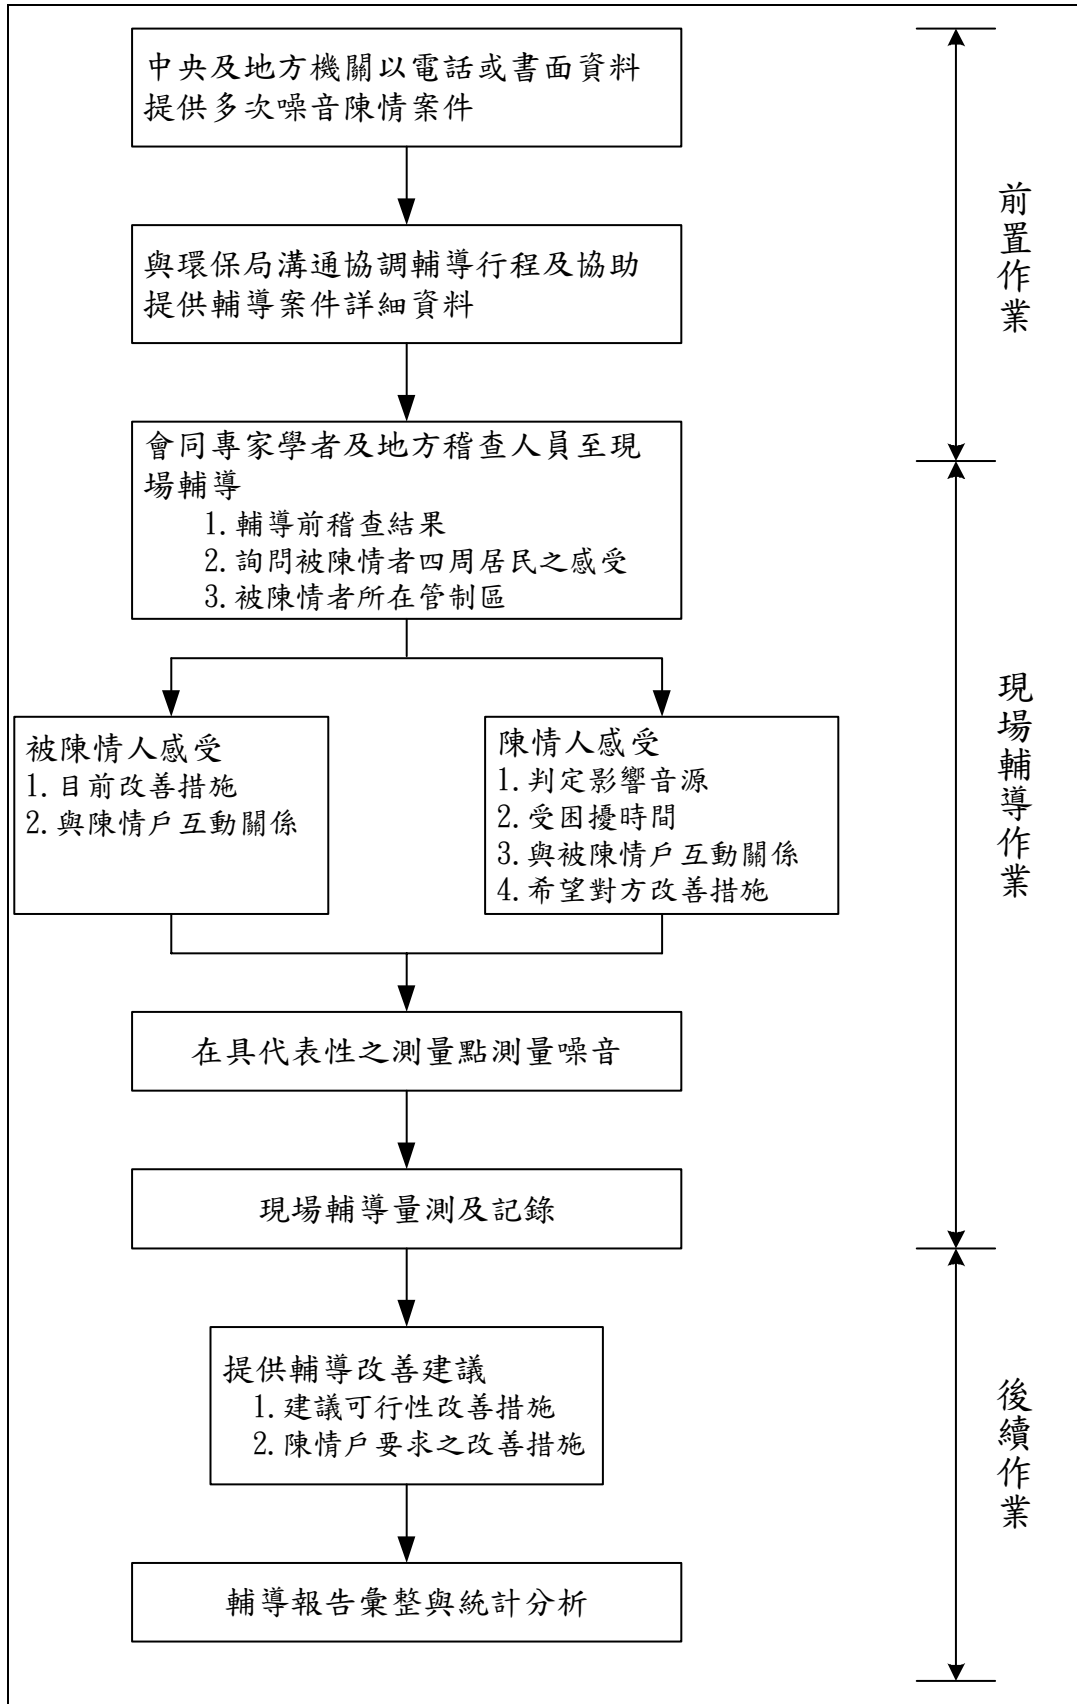 中央及地方機關以電話或書面資料
提供多次噪音陳情案件
與環保局溝通協調輔導行程及協助
提供輔導案件詳細資料
會同專家學者及地方稽查人員至現
場輔導
1.輔導前稽查結果
2.詢問被陳情者四周居民之感受
3.被陳情者所在管制區
被陳情人感受
1.目前改善措施
2.與陳情戶互動關係
陳情人感受
1.判定影響音源
2.受困擾時間
3.與被陳情戶互動關係
4.希望對方改善措施
在具代表性之測量點測量噪音
現場輔導量測及記錄
提供輔導改善建議
1.建議可行性改善措施
2.陳情戶要求之改善措施
輔導報告彙整與統計分析
前置作業
現場輔導作業
後續作業